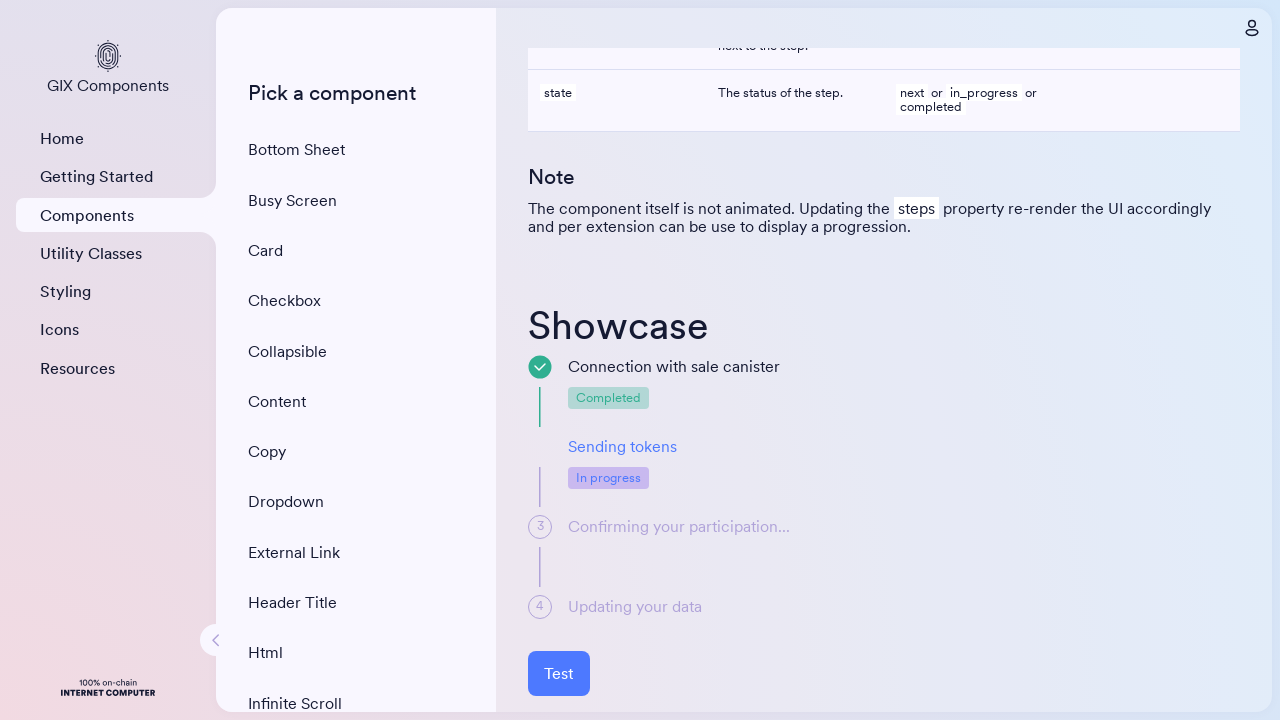 GIX Components
Home
Getting Started
Components
Utility Classes
Styling
Icons
Resources
100% on-chain
INTERNET COMPUTER
Pick a component
Bottom Sheet
Busy Screen
Card
Checkbox
Collapsible
Content
Copy
Dropdown
External Link
Header Title
Html
Infinite Scroll
next to the step.
state The status of the step. next or in_progress or
completed
Note
The component itself is not animated. Updating the steps property re-render the UI accordingly
and per extension can be use to display a progression.
Showcase
Connection with sale canister
Completed
Sending tokens
In progress
3 Confirming your participation...
4 Updating your data
Test